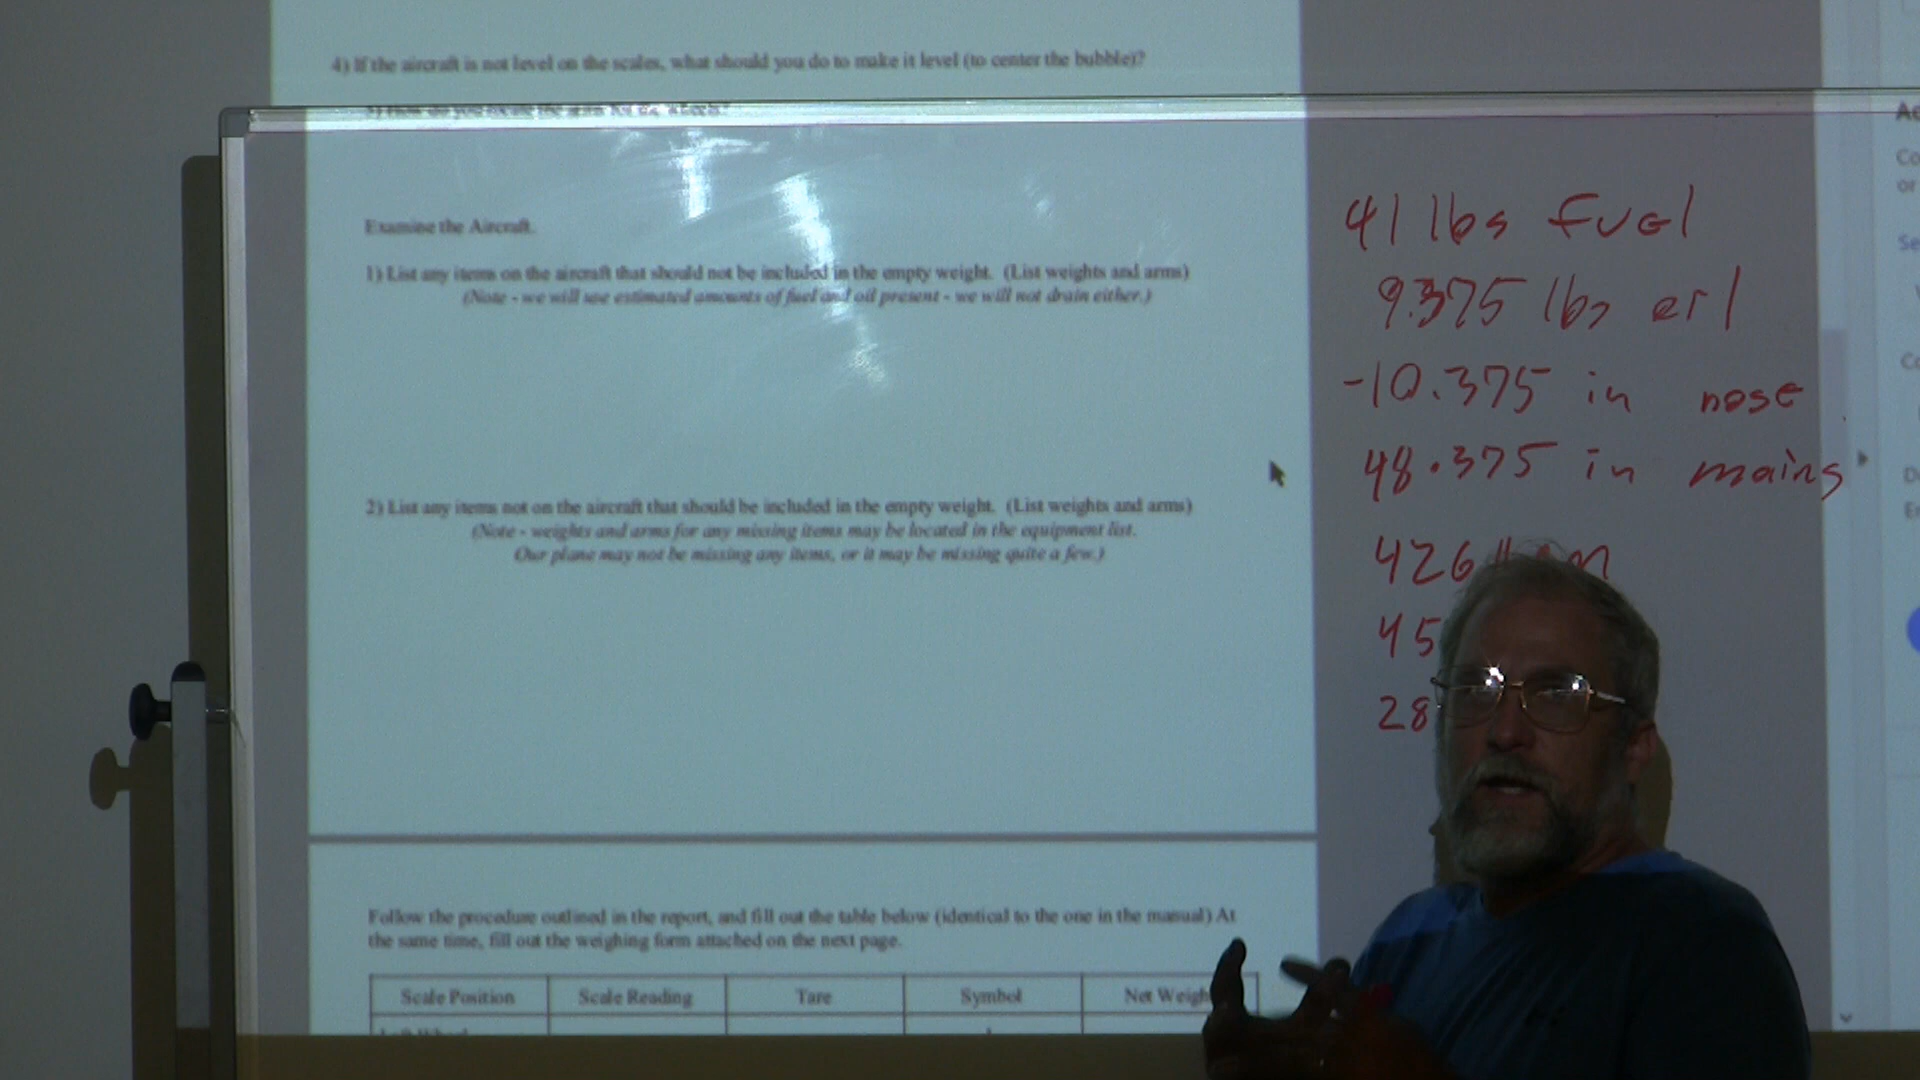 4) If the aircraft is not level on the scales, what should you do to make it level (to center the bubble)?
Examine the Aircraft.
1) List any items on the aircraft that should not be included in the empty weight. (List weights and arms)
(Note - we will use estimated amounts of fuel and oil present - we will not drain either.)
2) List any items not on the aircraft that should be included in the empty weight. (List weights and arms)
(Note - weights and arms for any missing items may be located in the equipment list.
Our plane may not be missing any items, or it may be missing quite a few.)
Follow the procedure outlined in the report, and fill out the table below (identical to the one in the manual) At
the same time, fill out the weighing form attached on the next page.
Scale Position Scale Reading Tare Symbol Net
41 lbs fuel
9.375 lbs oil
-10.375 in nose
48.375 in mains
426
45
28